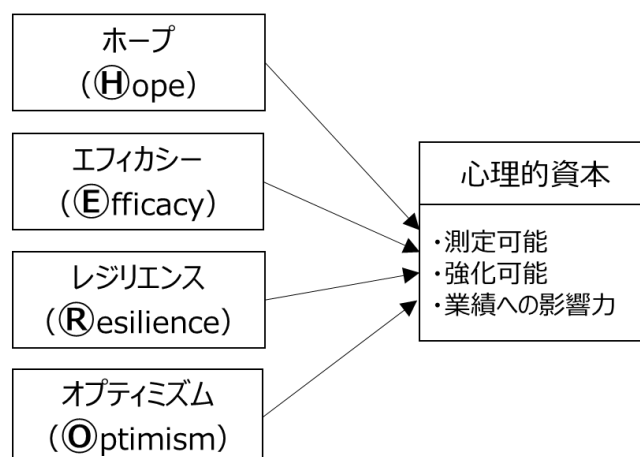 ホープ
（Ⓗope）
エフィカシー
（Ⓔfficacy）
レジリエンス
（Ⓡesilience）
オプティミズム
（Ⓞptimism）
心理的資本
・測定可能
・強化可能
・業績への影響力